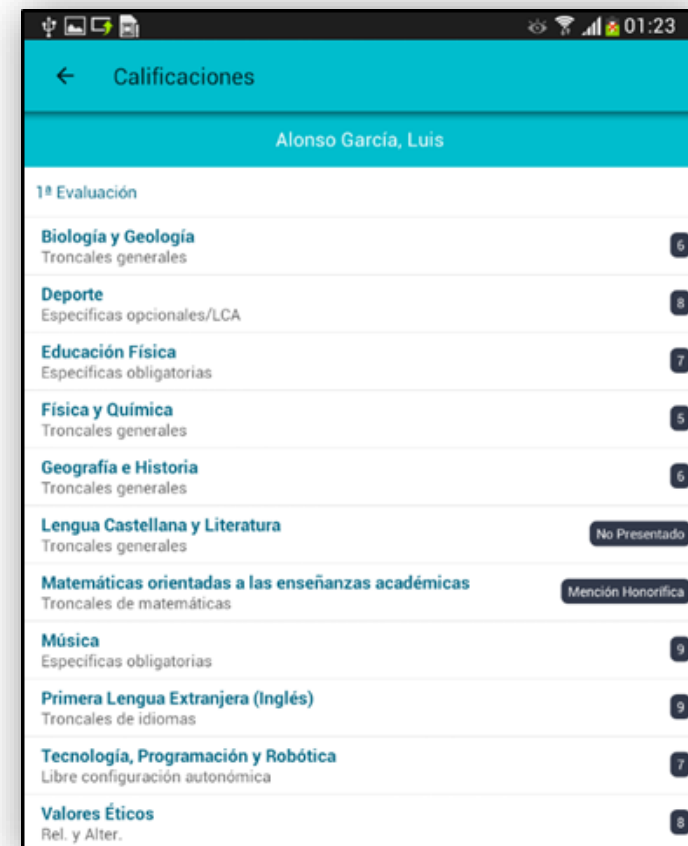 01:23
Calificaciones
Alonso García, Luis
1ª Evaluación
Biología y Geología
6
Troncales generales
Deporte
8
Específicas opcionales/LCA
Educación Física
7
Específicas obligatorias
Física y Química
5
Troncales generales
Geografía e Historia
6
Troncales generales
Lengua Castellana y Literatura
No Presentado
Troncales generales
Matemáticas orientadas a las enseñanzas académicas
Mención Honorífica
Troncales de matemáticas
Música
9
Específicas obligatorias
Primera Lengua Extranjera (Inglés)
9
Troncales de idiomas
Tecnología, Programación y Robótica
7
Libre configuración autonómica
Valores Éticos
8
Rel. y Alter.